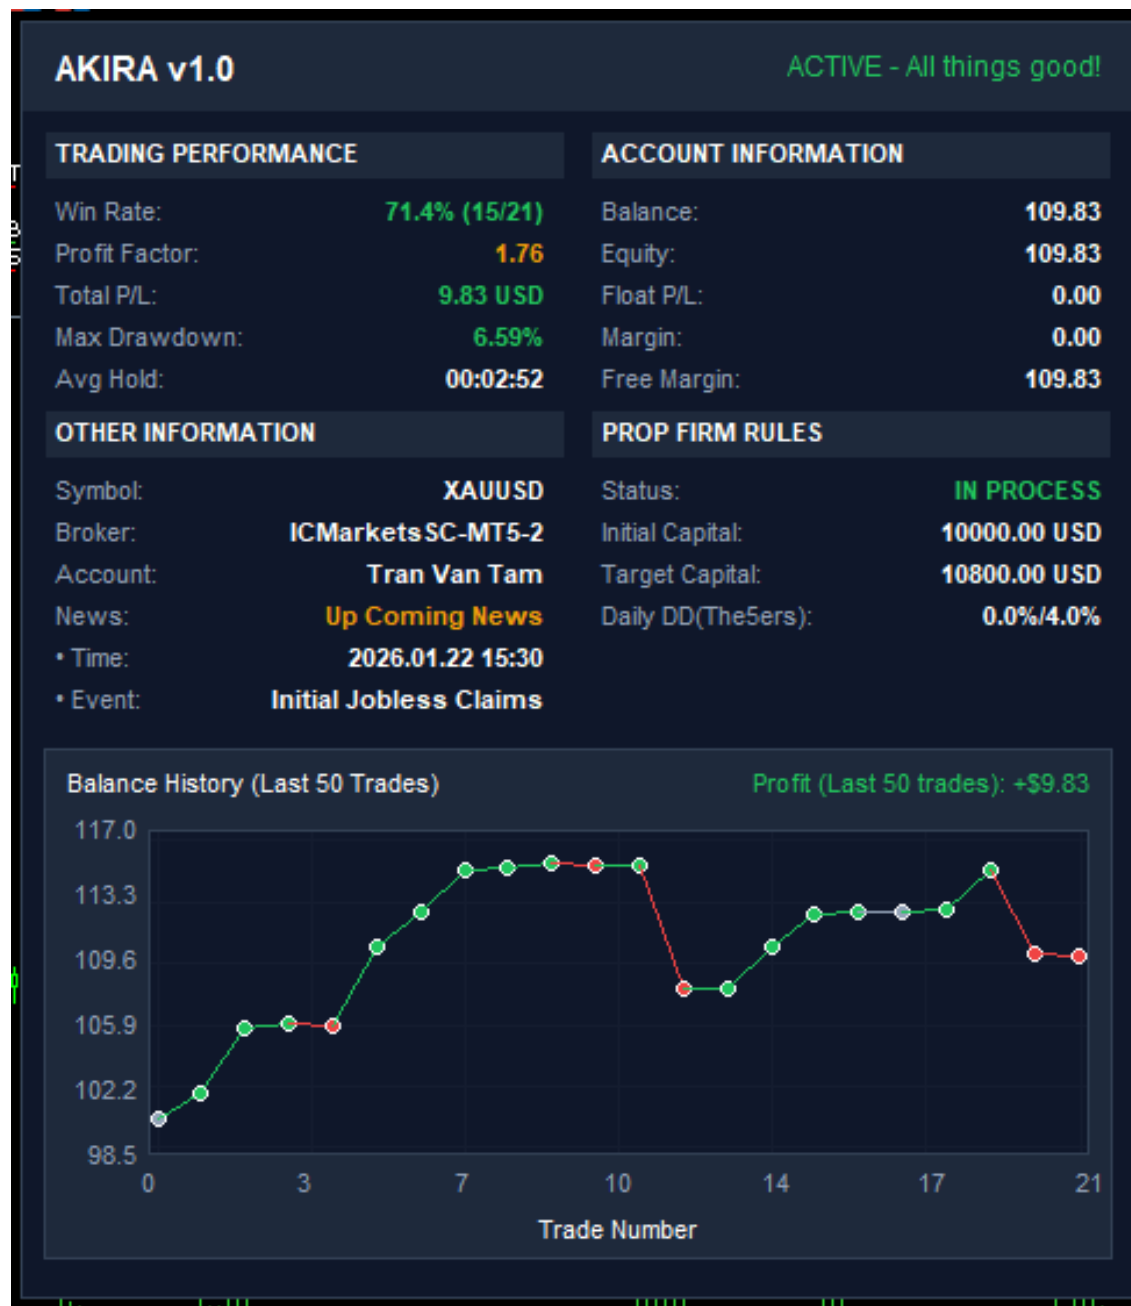 AKIRA v1.0
ACTIVE - All things good!
TRADING PERFORMANCE
Win Rate: 71.4% (15/21)
Profit Factor: 1.76
Total P/L: 9.83 USD
Max Drawdown: 6.59%
Avg Hold: 00:02:52
ACCOUNT INFORMATION
Balance: 109.83
Equity: 109.83
Float P/L: 0.00
Margin: 0.00
Free Margin: 109.83
OTHER INFORMATION
Symbol: XAUUSD
Broker: ICMarketsSC-MT5-2
Account: Tran Van Tam
News: Up Coming News
• Time: 2026.01.22 15:30
• Event: Initial Jobless Claims
PROP FIRM RULES
Status: IN PROCESS
Initial Capital: 10000.00 USD
Target Capital: 10800.00 USD
Daily DD(The5ers): 0.0%/4.0%
Balance History (Last 50 Trades)
Profit (Last 50 trades): +$9.83
117.0
113.3
109.6
105.9
102.2
98.5
0 3 7 10 14 17 21
Trade Number